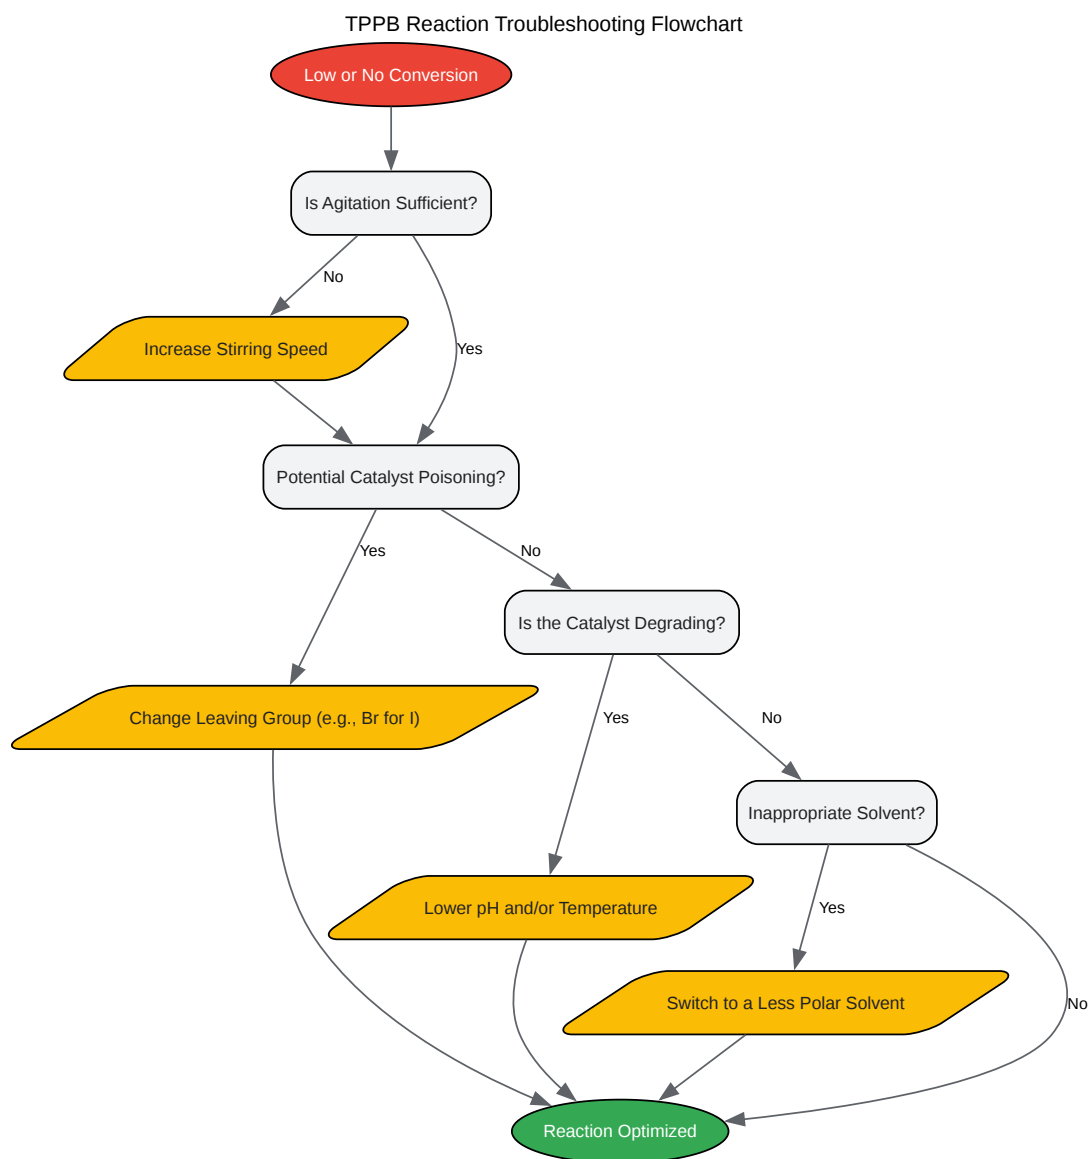 TPPB Reaction Troubleshooting Flowchart
Low or No Conversion
Is Agitation Sufficient?
No
Yes
Increase Stirring Speed
Potential Catalyst Poisoning?
Yes
No
Is the Catalyst Degrading?
Change Leaving Group (e.g., Br for I)
Yes
No
Inappropriate Solvent?
Lower pH and/or Temperature
Yes
Switch to a Less Polar Solvent
No
Reaction Optimized